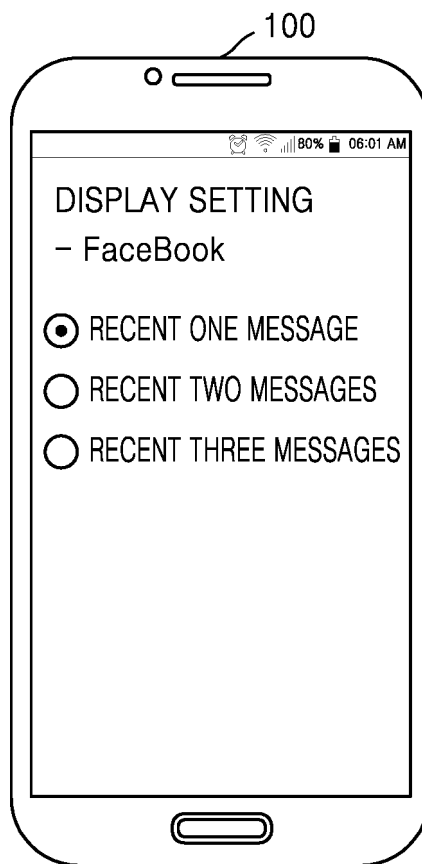 100
80% 06:01 AM
DISPLAY SETTING
– FaceBook
RECENT ONE MESSAGE
RECENT TWO MESSAGES
RECENT THREE MESSAGES